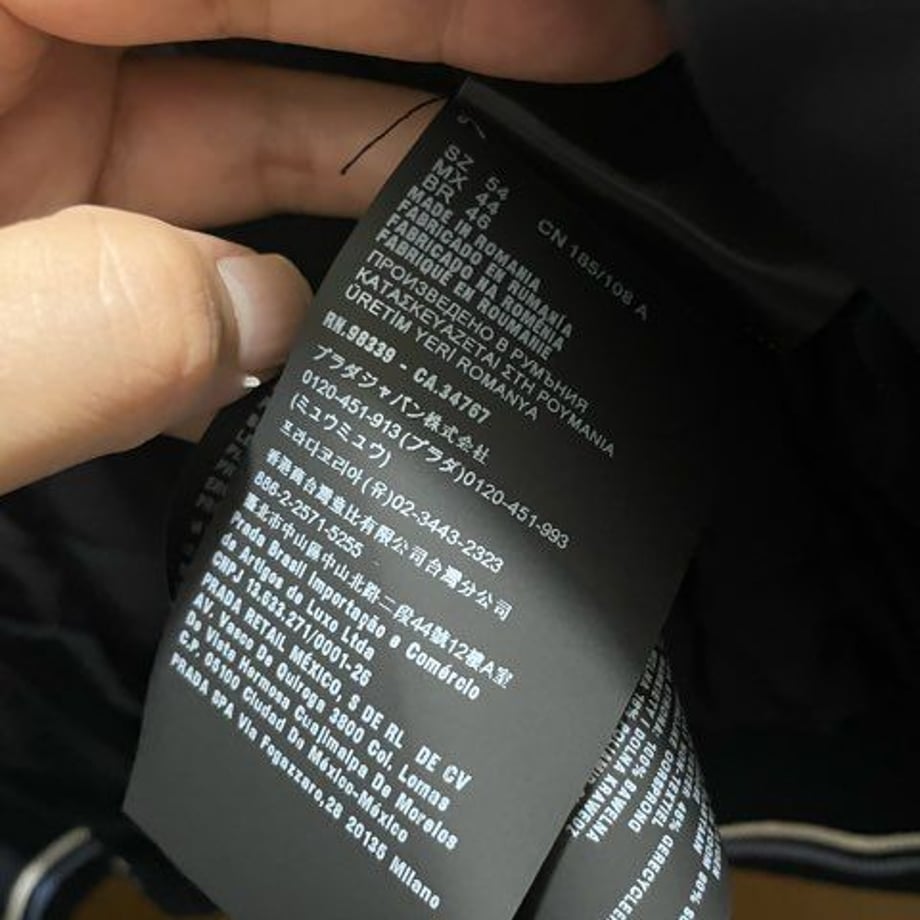 SZ 54
MX 44
BR 46
CN 185/108 A
MADE IN ROMANIA
FABRICADO EN RUMANIA
FABRICADO NA ROMÊNIA
FABRIQUÉ EN ROUMANIE
ПРОИЗВЕДЕНО В РУМЪНИЯ
ΚΑΤΑΣΚΕΥΑΖΕΤΑΙ ΣΤΗ ΡΟΥΜΑΝΙΑ
ÜRETİM YERİ ROMANYA
RN.98339 - CA.34767
プラダジャパン株式会社
0120-451-913(プラダ)0120-451-993
(ミュウミュウ)
프라다코리아(유)02-3443-2323
香港商台灣壹比有限公司台灣分公司
886-2-2571-5255
臺北市中山區中山北路二段44號12樓A室
Prada Brasil Importação e Comércio
de Artigos de Luxo Ltda
CNPJ 13.633.271/0001-26
PRADA RETAIL MÉXICO, S DE RL DE CV
AV. Vasco De Quiroga 3800 Col. Lomas
De Vista Hermosa Cuajimalpa De Morelos
C.P. 05100 Ciudad De México-México
PRADA SPA Via Fogazzaro,28 20135 Milano